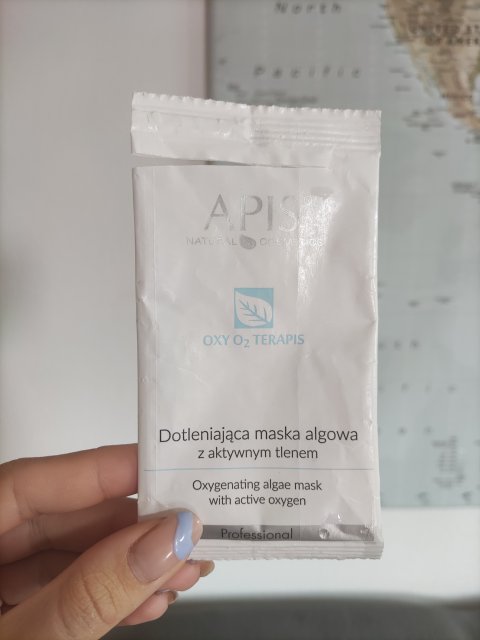 North
Pacific
APIS
NATURAL COSMETICS
OXY O₂ TERAPIS
Dotleniająca maska algowa
z aktywnym tlenem
Oxygenating algae mask
with active oxygen
Professional